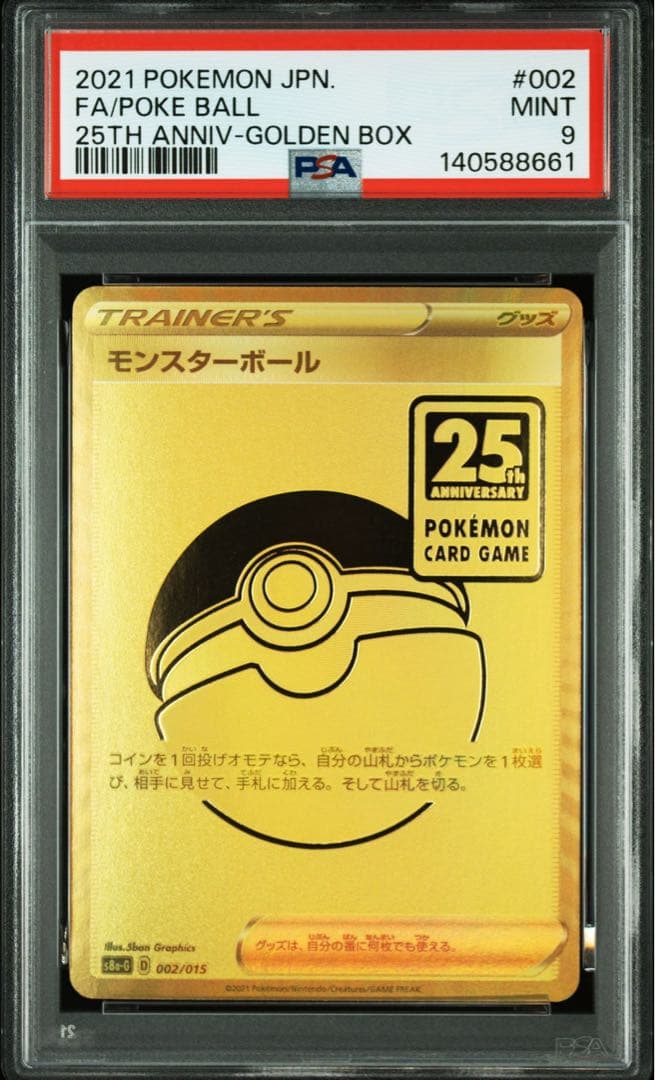 2021 POKEMON JPN. #002
FA/POKE BALL MINT
25TH ANNIV-GOLDEN BOX 9
PSA 140588661
TRAINER'S グッズ
モンスターボール
25th
ANNIVERSARY
POKÉMON
CARD GAME
コインを1回投げオモテなら、自分の山札からポケモンを1枚選
び、相手に見せて、手札に加える。そして山札を切る。
グッズは、自分の番に何枚でも使える。
Illus.5ban Graphics
s8a-G D 002/015
©2021 Pokémon/Nintendo/Creatures/GAME FREAK
21
PSA